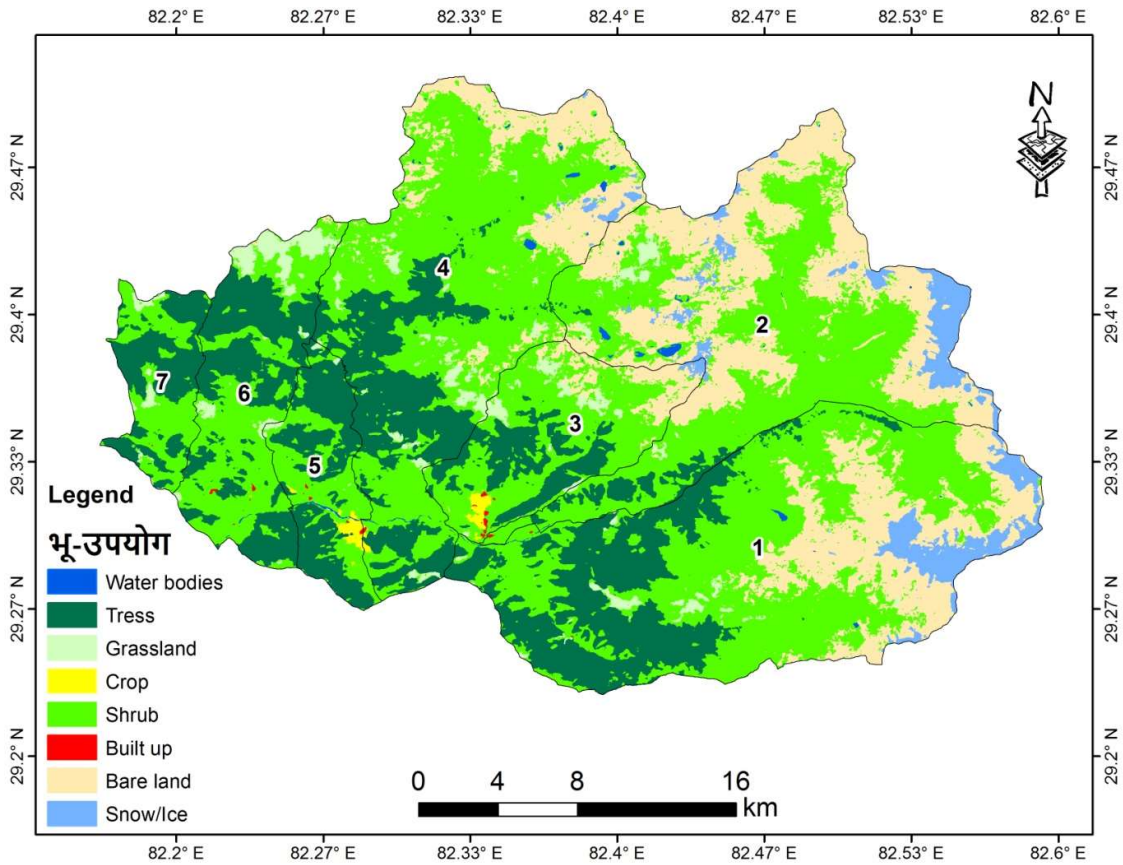 82.2° E 82.27° E 82.33° E 82.4° E 82.47° E 82.53° E 82.6° E
N
29.47° N 29.47° N
4
29.4° N 2 29.4° N
7 6 3
29.33° N 5 29.33° N
Legend
भू-उपयोग
1
Water bodies
Tress
29.27° N 29.27° N
Grassland
Crop
Shrub
Built up
29.2° N 29.2° N
Bare land
0 4 8 16
km
Snow/Ice
82.2° E 82.27° E 82.33° E 82.4° E 82.47° E 82.53° E 82.6° E